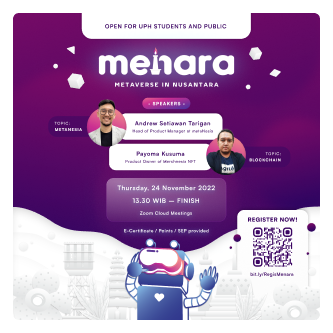 OPEN FOR UPH STUDENTS AND PUBLIC
menara
METAVERSE IN NUSANTARA
SPEAKERS
TOPIC:
METANESIA
Andrew Setiawan Tarigan
Head of Product Manager at metaNesia
Payoma Kusuma
Product Owner of Merahwana NFT
TOPIC:
BLOCKCHAIN
Thursday, 24 November 2022
13.30 WIB — FINISH
Zoom Cloud Meetings
E-Certificate / Points / SEP provided
REGISTER NOW!
bit.ly/RegisMenara